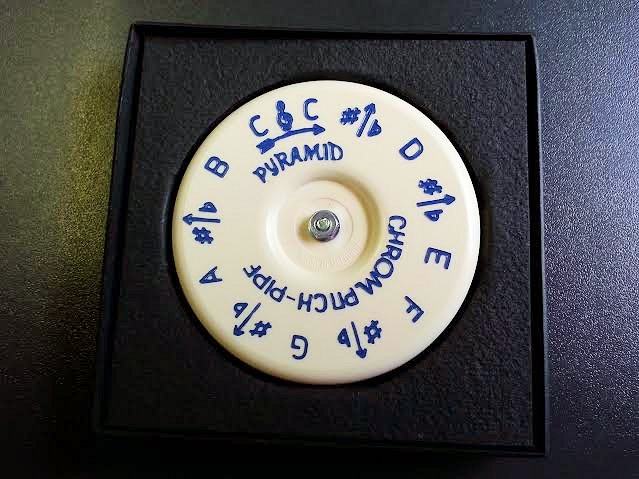 C C
#/b
D
#/b
E
F
#/b
G
#/b
A
#/b
B
PYRAMID
CHROM. PITCH-PIPE